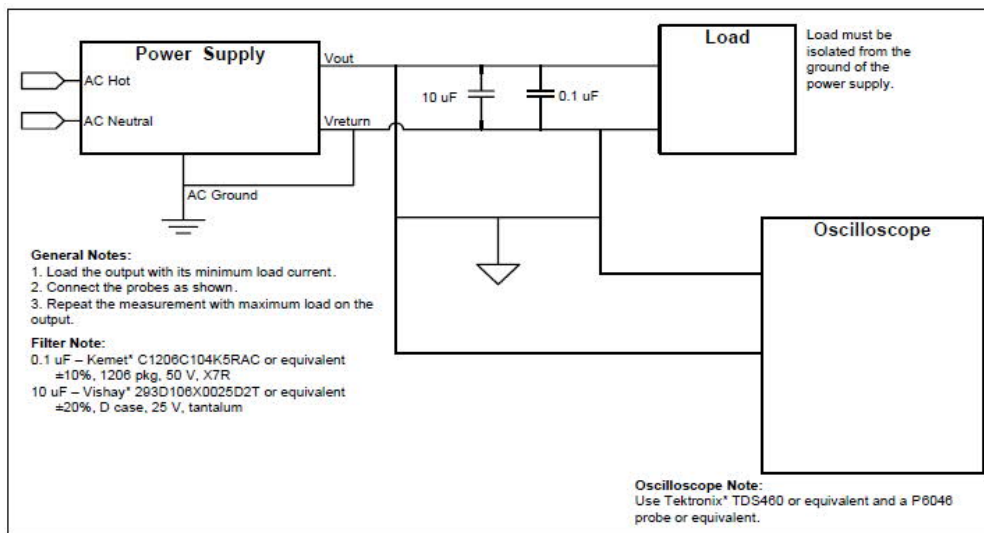 Power Supply
Vout
AC Hot
AC Neutral
Vreturn
AC Ground
10 uF
0.1 uF
Load
Load must be
isolated from the
ground of the
power supply.
Oscilloscope
General Notes:
1. Load the output with its minimum load current.
2. Connect the probes as shown.
3. Repeat the measurement with maximum load on the
output.
Filter Note:
0.1 uF – Kemet* C1206C104K5RAC or equivalent
±10%, 1206 pkg, 50 V, X7R
10 uF – Vishay* 293D106X0025D2T or equivalent
±20%, D case, 25 V, tantalum
Oscilloscope Note:
Use Tektronix* TDS460 or equivalent and a P6046
probe or equivalent.